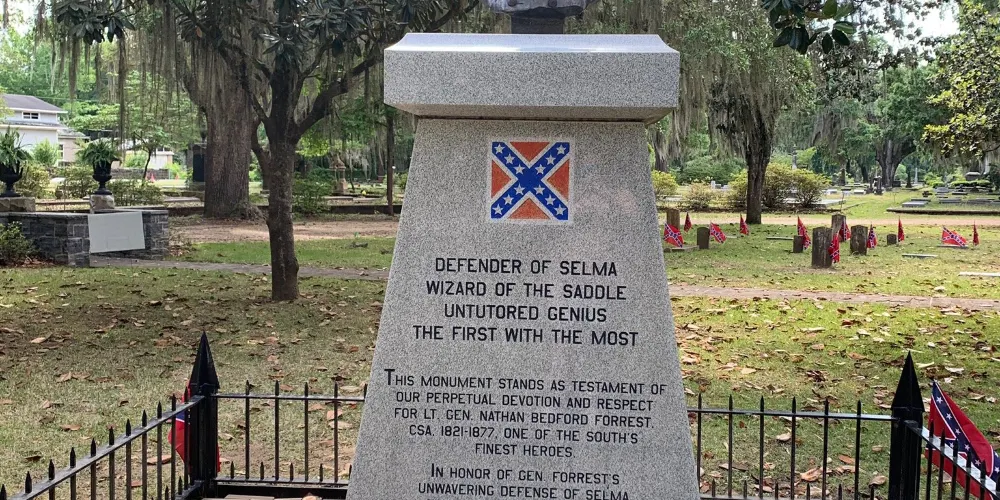 DEFENDER OF SELMA
WIZARD OF THE SADDLE
UNTUTORED GENIUS
THE FIRST WITH THE MOST
THIS MONUMENT STANDS AS TESTAMENT OF
OUR PERPETUAL DEVOTION AND RESPECT
FOR LT. GEN. NATHAN BEDFORD FORREST.
CSA. 1821-1877, ONE OF THE SOUTH'S
FINEST HEROES.
IN HONOR OF GEN. FORREST'S
UNWAVERING DEFENSE OF SELMA